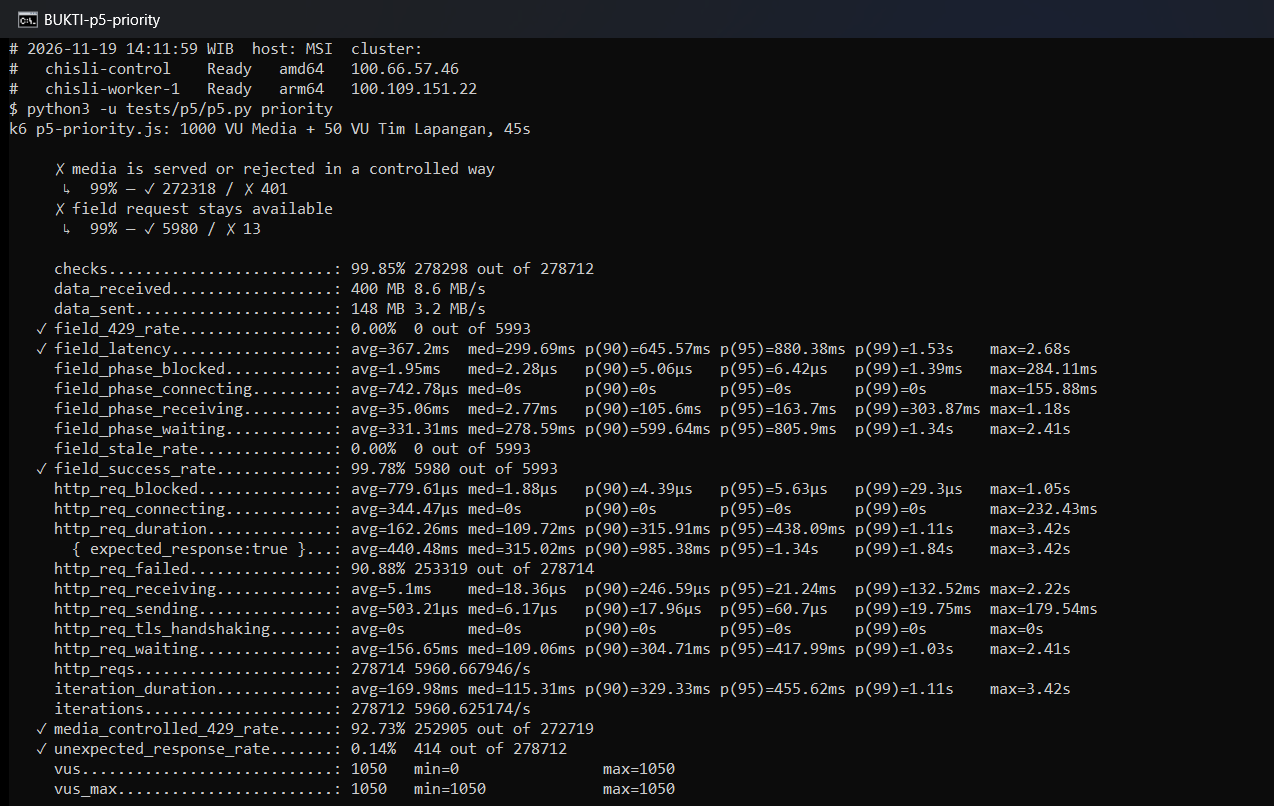 BUKTI-p5-priority
# 2026-11-19 14:11:59 WIB  host: MSI  cluster:
#   chisli-control    Ready   amd64   100.66.57.46
#   chisli-worker-1   Ready   arm64   100.109.151.22
$ python3 -u tests/p5/p5.py priority
k6 p5-priority.js: 1000 VU Media + 50 VU Tim Lapangan, 45s
✗ media is served or rejected in a controlled way
↳  99% — ✓ 272318 / ✗ 401
✗ field request stays available
↳  99% — ✓ 5980 / ✗ 13
checks.........................: 99.85% 278298 out of 278712
data_received..................: 400 MB 8.6 MB/s
data_sent......................: 148 MB 3.2 MB/s
✓ field_429_rate.................: 0.00%  0 out of 5993
✓ field_latency..................: avg=367.2ms  med=299.69ms p(90)=645.57ms p(95)=880.38ms p(99)=1.53s    max=2.68s
field_phase_blocked............: avg=1.95ms   med=2.28µs   p(90)=5.06µs   p(95)=6.42µs   p(99)=1.39ms   max=284.11ms
field_phase_connecting.........: avg=742.78µs med=0s       p(90)=0s       p(95)=0s       p(99)=0s       max=155.88ms
field_phase_receiving..........: avg=35.06ms  med=2.77ms   p(90)=105.6ms  p(95)=163.7ms  p(99)=303.87ms max=1.18s
field_phase_waiting............: avg=331.31ms med=278.59ms p(90)=599.64ms p(95)=805.9ms  p(99)=1.34s    max=2.41s
field_stale_rate...............: 0.00%  0 out of 5993
✓ field_success_rate.............: 99.78% 5980 out of 5993
http_req_blocked...............: avg=779.61µs med=1.88µs   p(90)=4.39µs   p(95)=5.63µs   p(99)=29.3µs   max=1.05s
http_req_connecting............: avg=344.47µs med=0s       p(90)=0s       p(95)=0s       p(99)=0s       max=232.43ms
http_req_duration..............: avg=162.26ms med=109.72ms p(90)=315.91ms p(95)=438.09ms p(99)=1.11s    max=3.42s
{ expected_response:true }...: avg=440.48ms med=315.02ms p(90)=985.38ms p(95)=1.34s    p(99)=1.84s    max=3.42s
http_req_failed................: 90.88% 253319 out of 278714
http_req_receiving.............: avg=5.1ms    med=18.36µs  p(90)=246.59µs p(95)=21.24ms  p(99)=132.52ms max=2.22s
http_req_sending...............: avg=503.21µs med=6.17µs   p(90)=17.96µs  p(95)=60.7µs   p(99)=19.75ms  max=179.54ms
http_req_tls_handshaking.......: avg=0s       med=0s       p(90)=0s       p(95)=0s       p(99)=0s       max=0s
http_req_waiting...............: avg=156.65ms med=109.06ms p(90)=304.71ms p(95)=417.99ms p(99)=1.03s    max=2.41s
http_reqs......................: 278714 5960.667946/s
iteration_duration.............: avg=169.98ms med=115.31ms p(90)=329.33ms p(95)=455.62ms p(99)=1.11s    max=3.42s
iterations.....................: 278712 5960.625174/s
✓ media_controlled_429_rate......: 92.73% 252905 out of 272719
✓ unexpected_response_rate.......: 0.14%  414 out of 278712
vus............................: 1050   min=0             max=1050
vus_max........................: 1050   min=1050          max=1050